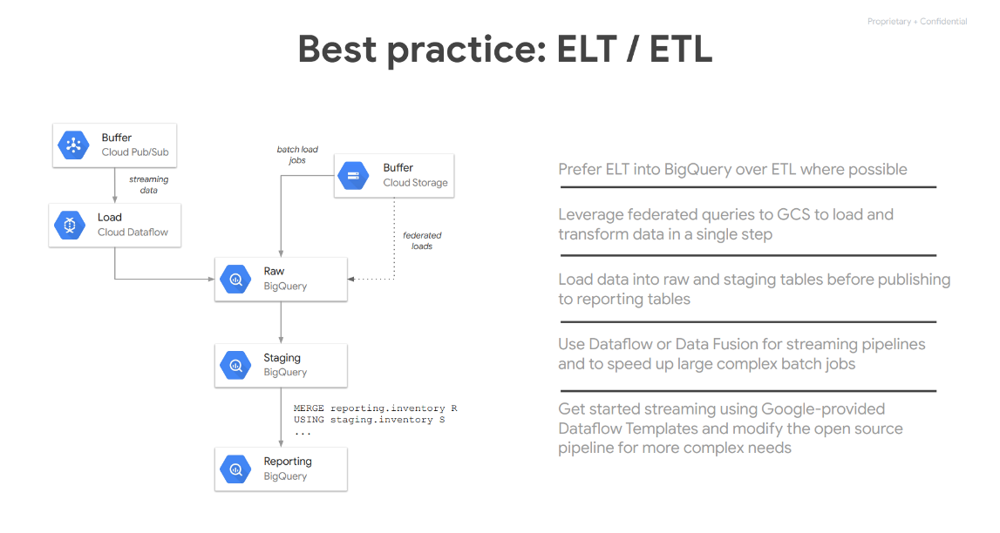 Proprietary + Confidential
Best practice: ELT / ETL
Buffer
Cloud Pub/Sub
streaming
data
Load
Cloud Dataflow
batch load
jobs
Buffer
Cloud Storage
federated
loads
Raw
BigQuery
Staging
BigQuery
MERGE reporting.inventory R
USING staging.inventory S
...
Reporting
BigQuery
Prefer ELT into BigQuery over ETL where possible
Leverage federated queries to GCS to load and
transform data in a single step
Load data into raw and staging tables before publishing
to reporting tables
Use Dataflow or Data Fusion for streaming pipelines
and to speed up large complex batch jobs
Get started streaming using Google-provided
Dataflow Templates and modify the open source
pipeline for more complex needs